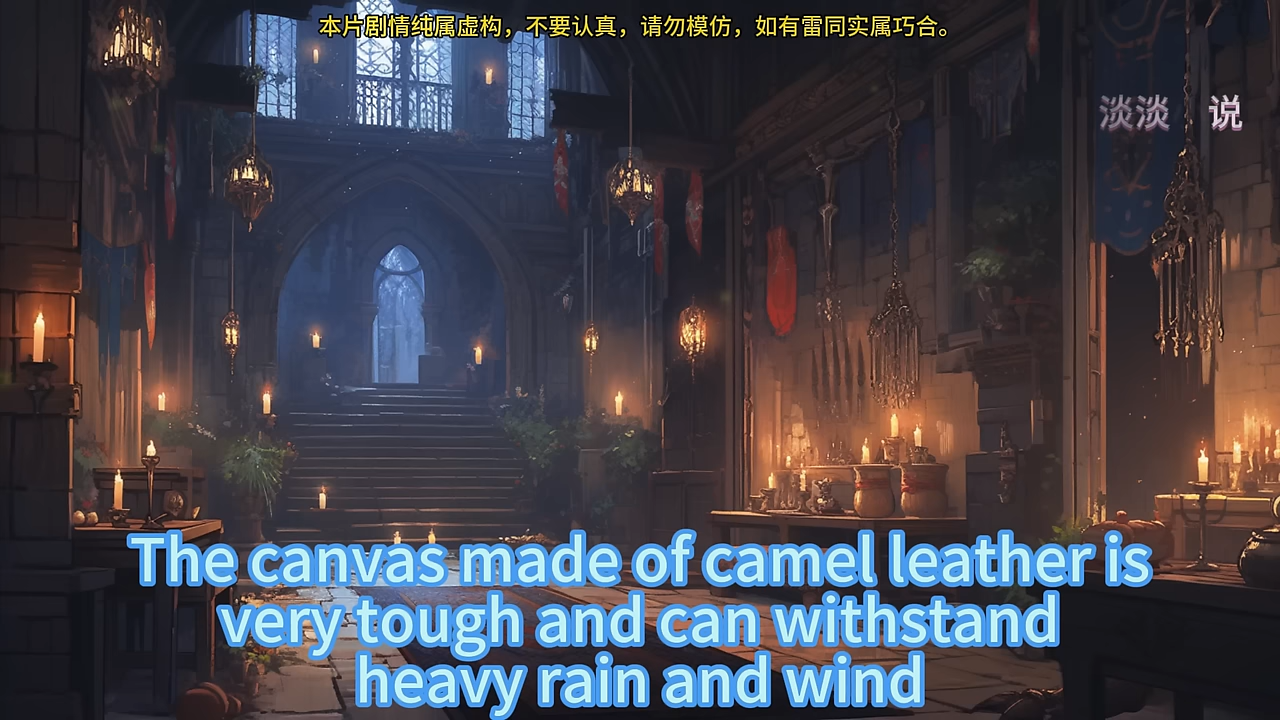 本片剧情纯属虚构，不要认真，请勿模仿，如有雷同实属巧合。
淡淡 说
The canvas made of camel leather is
very tough and can withstand
heavy rain and wind